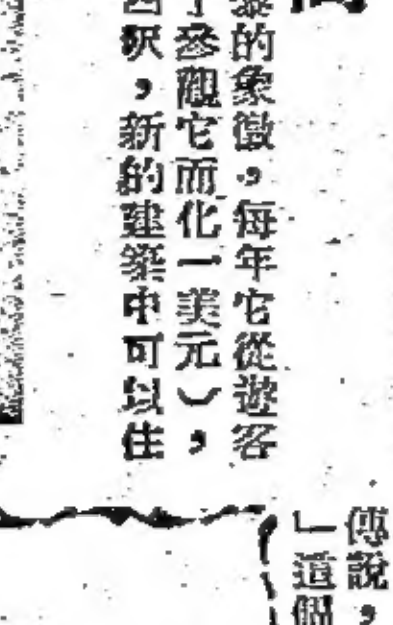 的象徵，每年它從遊客
參觀它而化一美元），
呎，新的建築中可以住
傳說，
」這個